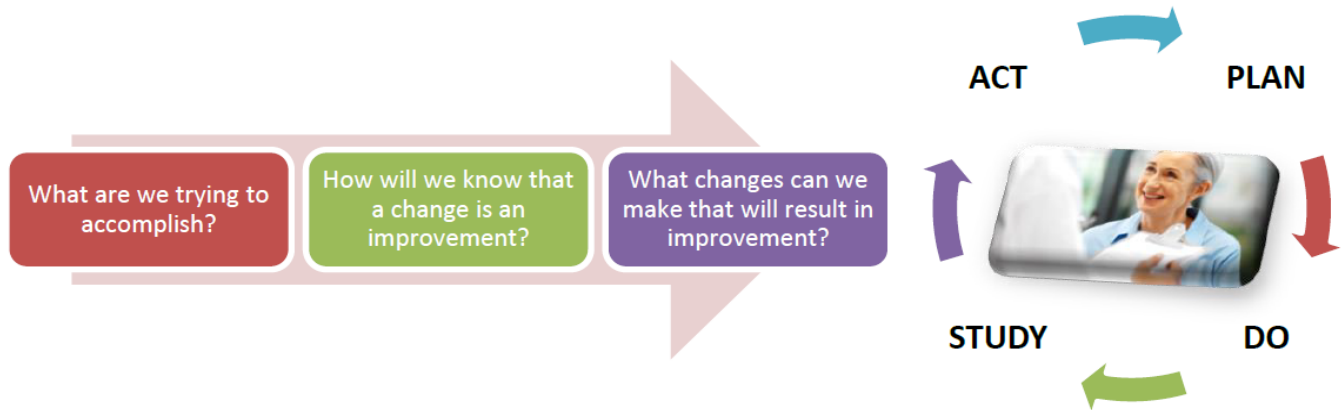 What are we trying to
accomplish?
How will we know that
a change is an
improvement?
What changes can we
make that will result in
improvement?
ACT
PLAN
STUDY
DO